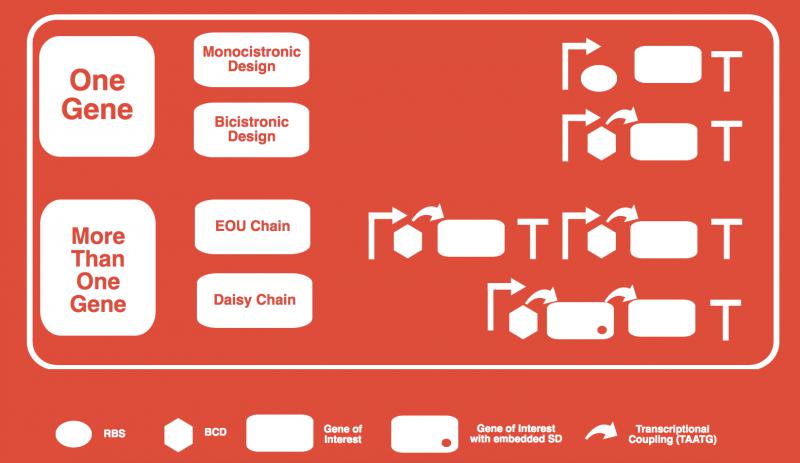 One
Gene
Monocistronic
Design
Bicistronic
Design
More
Than
One
Gene
EOU Chain
Daisy Chain
RBS
BCD
Gene of
Interest
Gene of Interest
with embedded SD
Transcriptional
Coupling (TAATG)